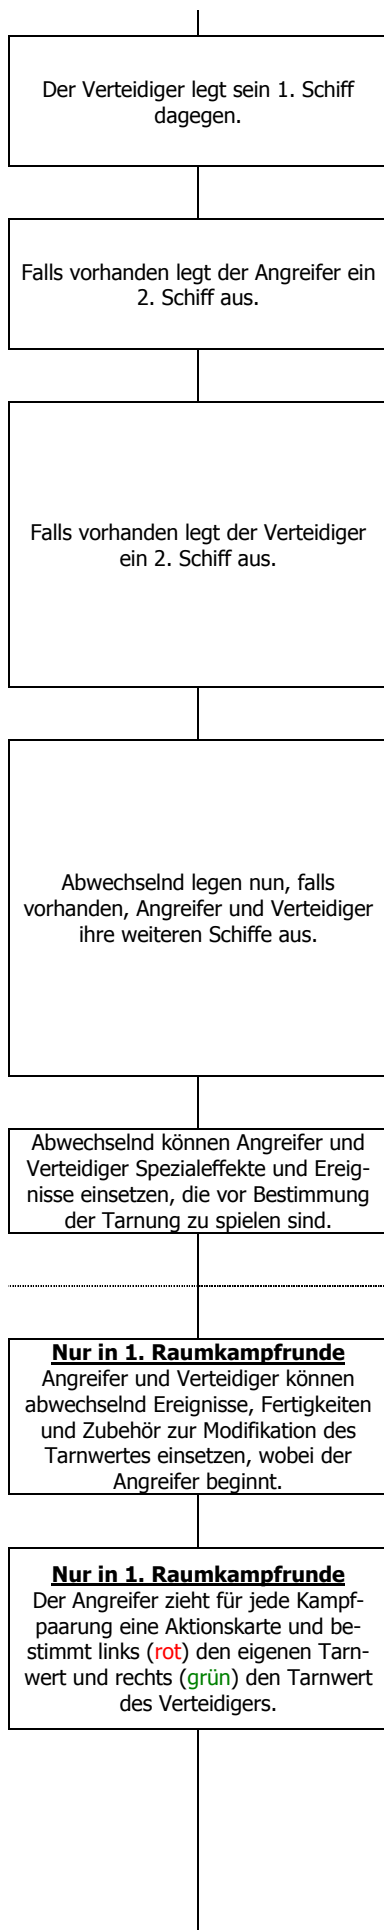 Der Verteidiger legt sein 1. Schiff
dagegen.
Falls vorhanden legt der Angreifer ein
2. Schiff aus.
Falls vorhanden legt der Verteidiger
ein 2. Schiff aus.
Abwechselnd legen nun, falls
vorhanden, Angreifer und Verteidiger
ihre weiteren Schiffe aus.
Abwechselnd können Angreifer und
Verteidiger Spezialeffekte und Ereig-
nisse einsetzen, die vor Bestimmung
der Tarnung zu spielen sind.
Nur in 1. Raumkampfrunde
Angreifer und Verteidiger können
abwechselnd Ereignisse, Fertigkeiten
und Zubehör zur Modifikation des
Tarnwertes einsetzen, wobei der
Angreifer beginnt.
Nur in 1. Raumkampfrunde
Der Angreifer zieht für jede Kampf-
paarung eine Aktionskarte und be-
stimmt links (rot) den eigenen Tarn-
wert und rechts (grün) den Tarnwert
des Verteidigers.